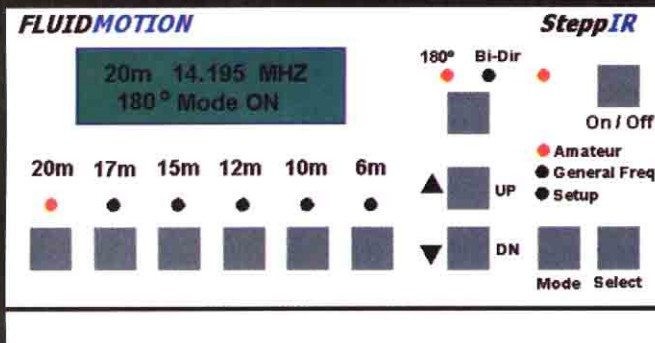 FLUIDMOTION SteppIR
20m 14.195 MHZ
180° Mode ON
180° Bi-Dir
On / Off
20m 17m 15m 12m 10m 6m
Amateur
General Freq
Setup
UP
DN
Mode Select